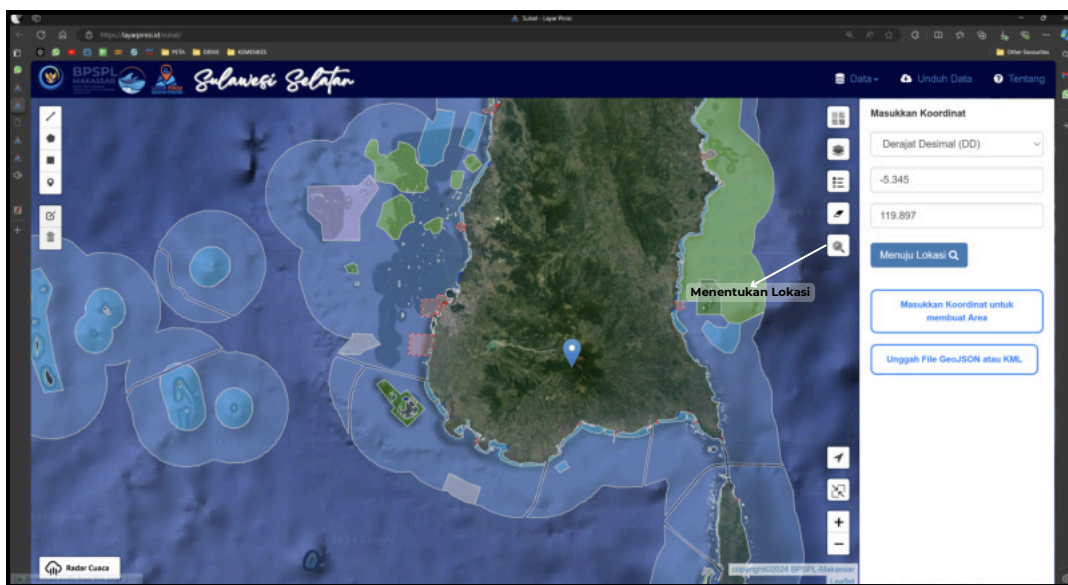 Sulsel - Layar Pinisi
https://layarpinisi.id/sulsel/
PETA
DRIVE
KEMENKES
Other favourites
BPSPL
MAKASSAR
Sulawesi Selatan
Data
Unduh Data
Tentang
Masukkan Koordinat
Derajat Desimal (DD)
-5.345
119.897
Menuju Lokasi
Menentukan Lokasi
Masukkan Koordinat untuk
membuat Area
Unggah File GeoJSON atau KML
Radar Cuaca
copyright©2024 BPSPL-Makassar
Leaflet